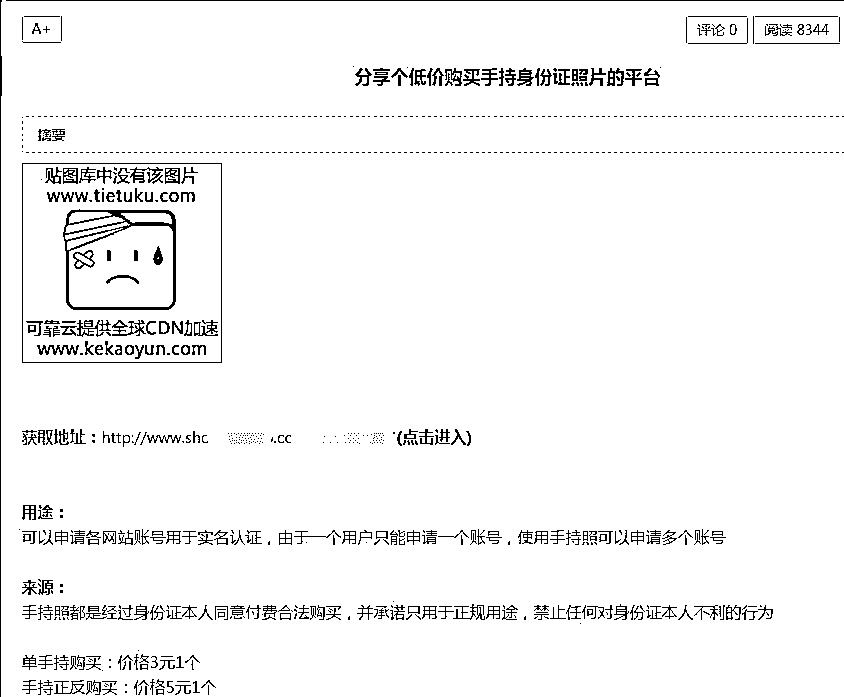 A+
评论 0
阅读 8344
分享个低价购买手持身份证照片的平台
摘要
贴图库中没有该图片
www.tietuku.com
可靠云提供全球CDN加速
www.kekaoyun.com
获取地址：http://www.shc .cc (点击进入)
用途：
可以申请各网站账号用于实名认证，由于一个用户只能申请一个账号，使用手持照可以申请多个账号
来源：
手持照都是经过身份证本人同意付费合法购买，并承诺只用于正规用途，禁止任何对身份证本人不利的行为
单手持购买：价格3元1个
手持正反购买：价格5元1个